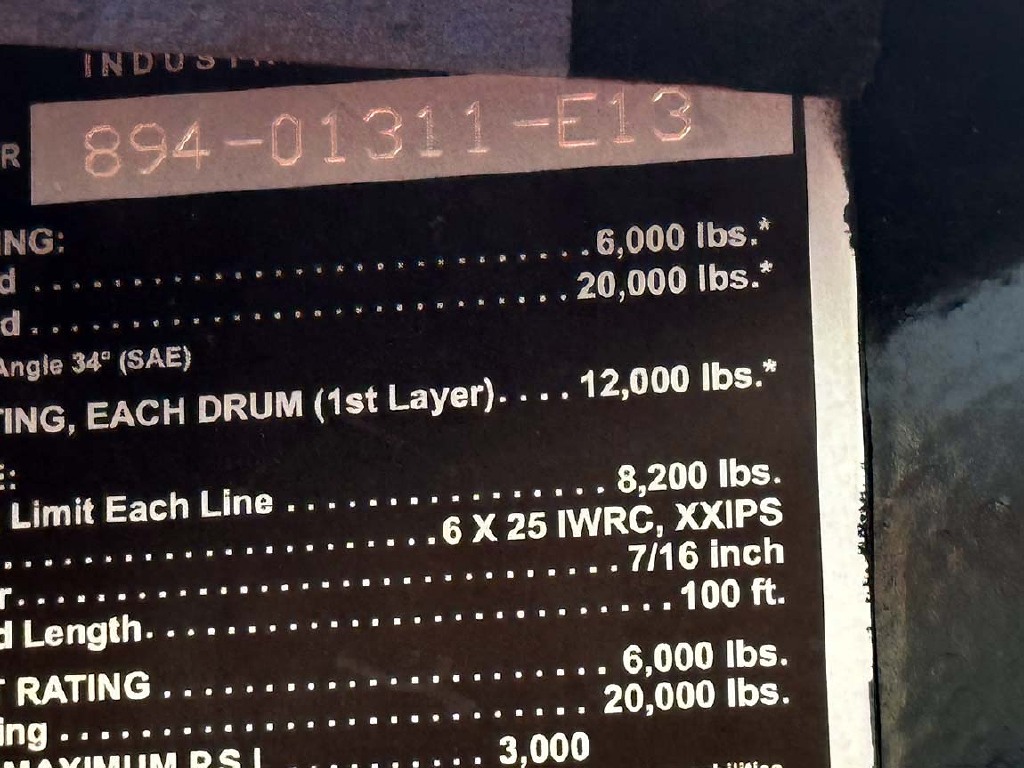 R 894-01311-E13
ING:
d ........................ 6,000 lbs.*
d ........................ 20,000 lbs.*
Angle 34° (SAE)
TING, EACH DRUM (1st Layer).... 12,000 lbs.*
E:
Limit Each Line ................ 8,200 lbs.
....................6 X 25 IWRC, XXIPS
r..............................7/16 inch
d Length...........................100 ft.
T RATING ...................... 6,000 lbs.
ing .......................... 20,000 lbs.
MAXIMUM P.S.I. .......... 3,000